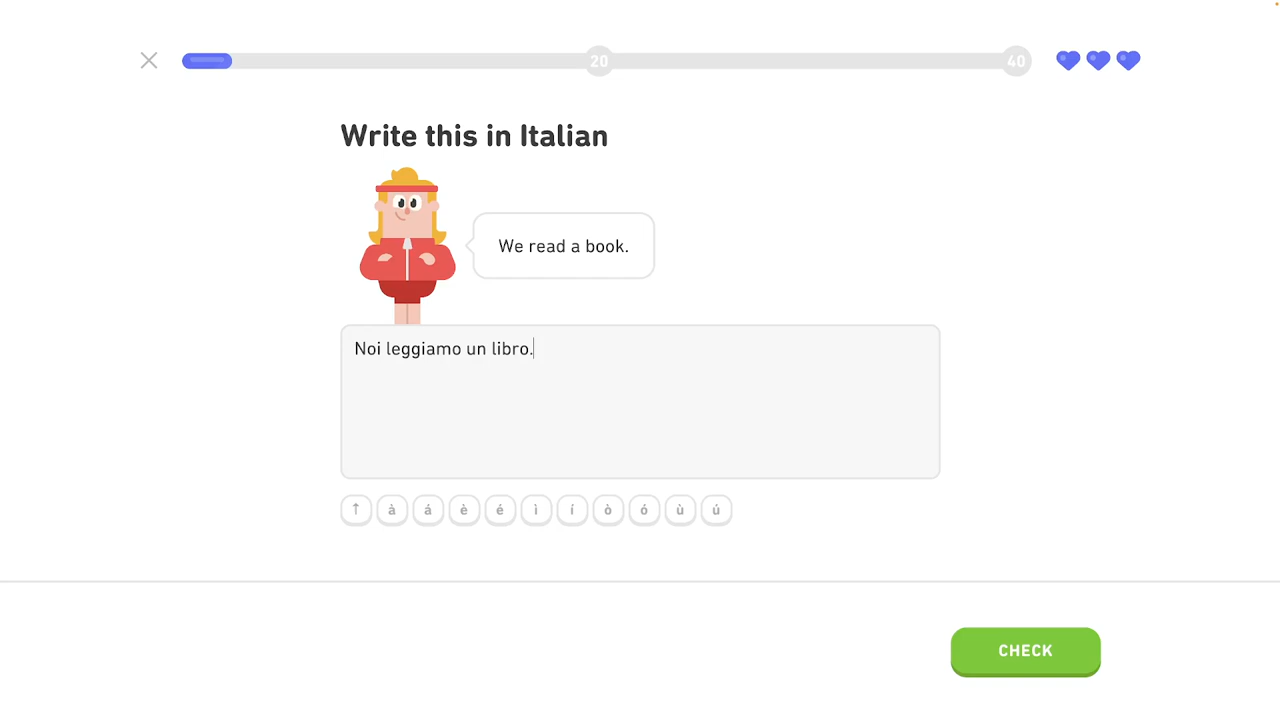 20
40
Write this in Italian
We read a book.
Noi leggiamo un libro.
↑ à á è é ì í ò ó ù ú
CHECK